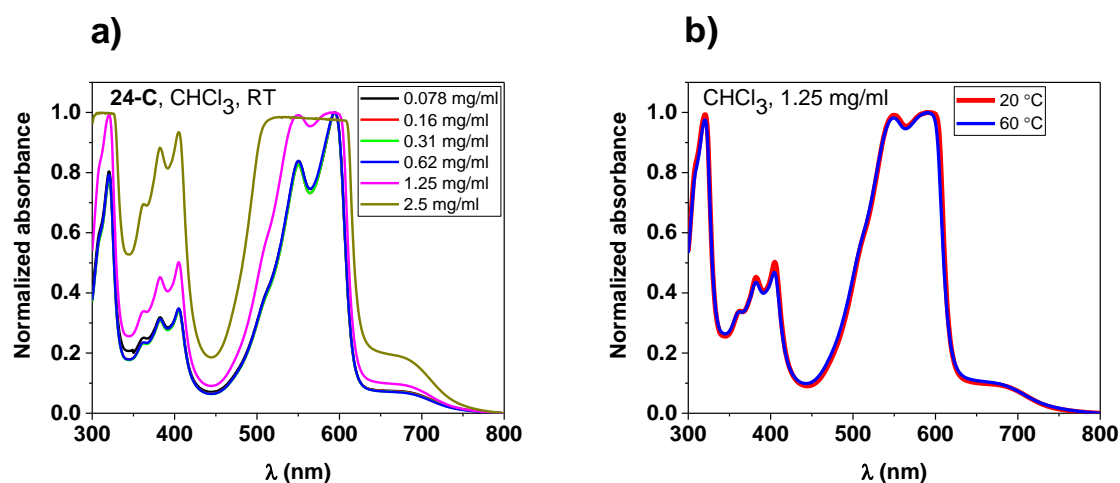 a)
24-C, CHCl3, RT
0.078 mg/ml
0.16 mg/ml
0.31 mg/ml
0.62 mg/ml
1.25 mg/ml
2.5 mg/ml
Normalized absorbance
1.0
0.8
0.6
0.4
0.2
0.0
300 400 500 600 700 800
λ (nm)
b)
CHCl3, 1.25 mg/ml
20 °C
60 °C
Normalized absorbance
1.0
0.8
0.6
0.4
0.2
0.0
300 400 500 600 700 800
λ (nm)